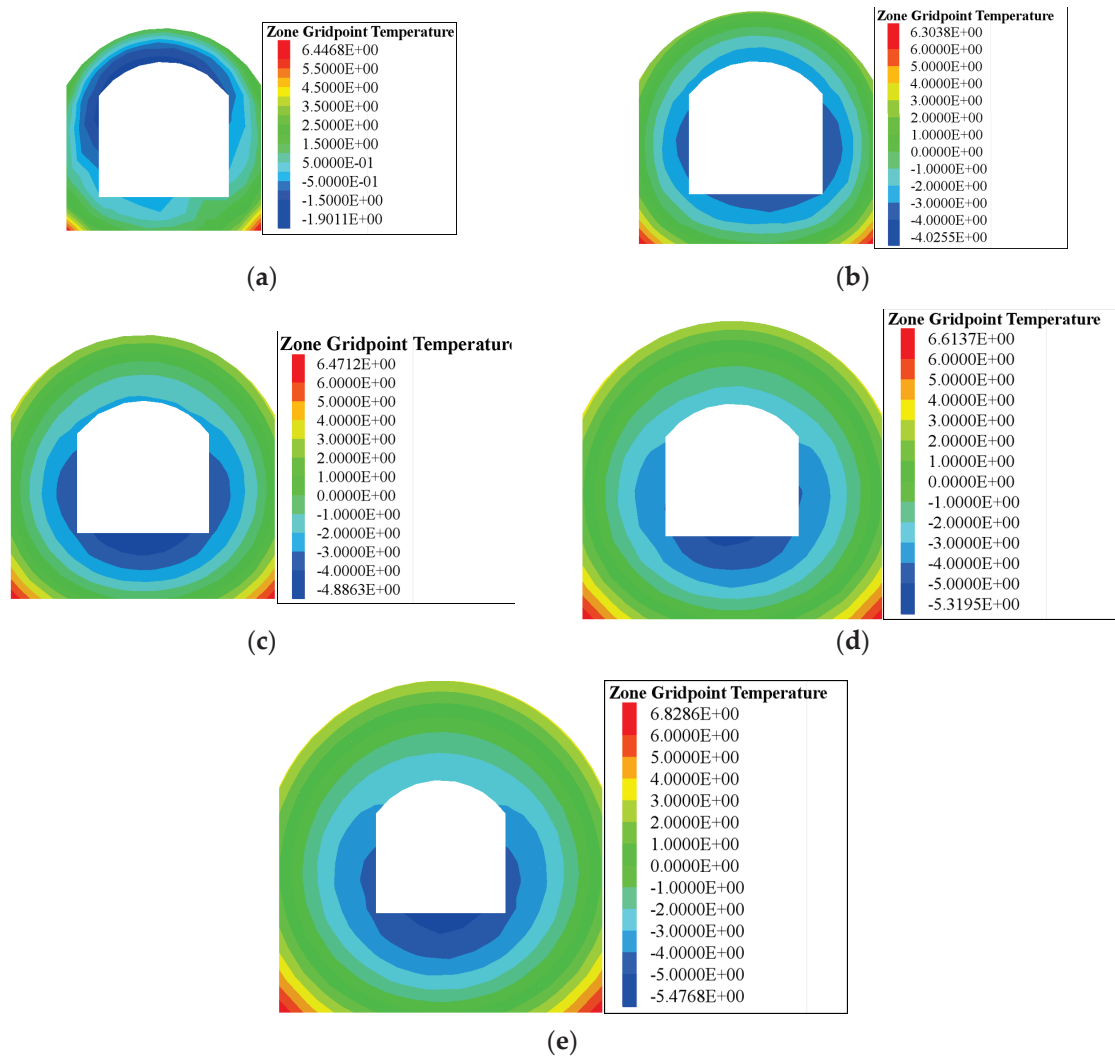 Zone Gridpoint Temperature
6.4468E+00
5.5000E+00
4.5000E+00
3.5000E+00
2.5000E+00
1.5000E+00
5.0000E-01
-5.0000E-01
-1.5000E+00
-1.9011E+00
(a)
Zone Gridpoint Temperature
6.3038E+00
6.0000E+00
5.0000E+00
4.0000E+00
3.0000E+00
2.0000E+00
1.0000E+00
0.0000E+00
-1.0000E+00
-2.0000E+00
-3.0000E+00
-4.0000E+00
-4.0255E+00
(b)
Zone Gridpoint Temperature
6.4712E+00
6.0000E+00
5.0000E+00
4.0000E+00
3.0000E+00
2.0000E+00
1.0000E+00
0.0000E+00
-1.0000E+00
-2.0000E+00
-3.0000E+00
-4.0000E+00
-4.8863E+00
(c)
Zone Gridpoint Temperature
6.6137E+00
6.0000E+00
5.0000E+00
4.0000E+00
3.0000E+00
2.0000E+00
1.0000E+00
0.0000E+00
-1.0000E+00
-2.0000E+00
-3.0000E+00
-4.0000E+00
-5.0000E+00
-5.3195E+00
(d)
Zone Gridpoint Temperature
6.8286E+00
6.0000E+00
5.0000E+00
4.0000E+00
3.0000E+00
2.0000E+00
1.0000E+00
0.0000E+00
-1.0000E+00
-2.0000E+00
-3.0000E+00
-4.0000E+00
-5.0000E+00
-5.4768E+00
(e)